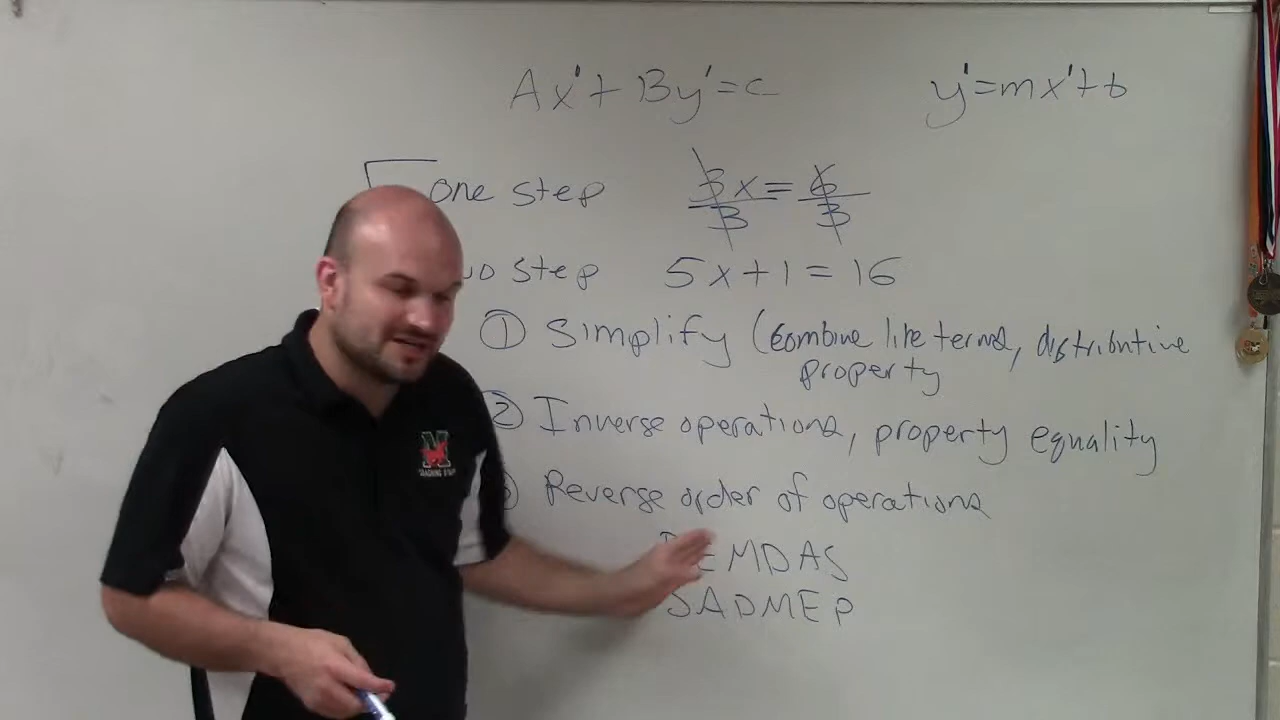 Ax'+ By'=c
y'=mx'+b
one step 3x = 6
3 3
step 5x+1=16
① Simplify (combine like terms, distributive
property
② Inverse operations, property equality
Reverse order of operations
EMDAS
SADMEP
M